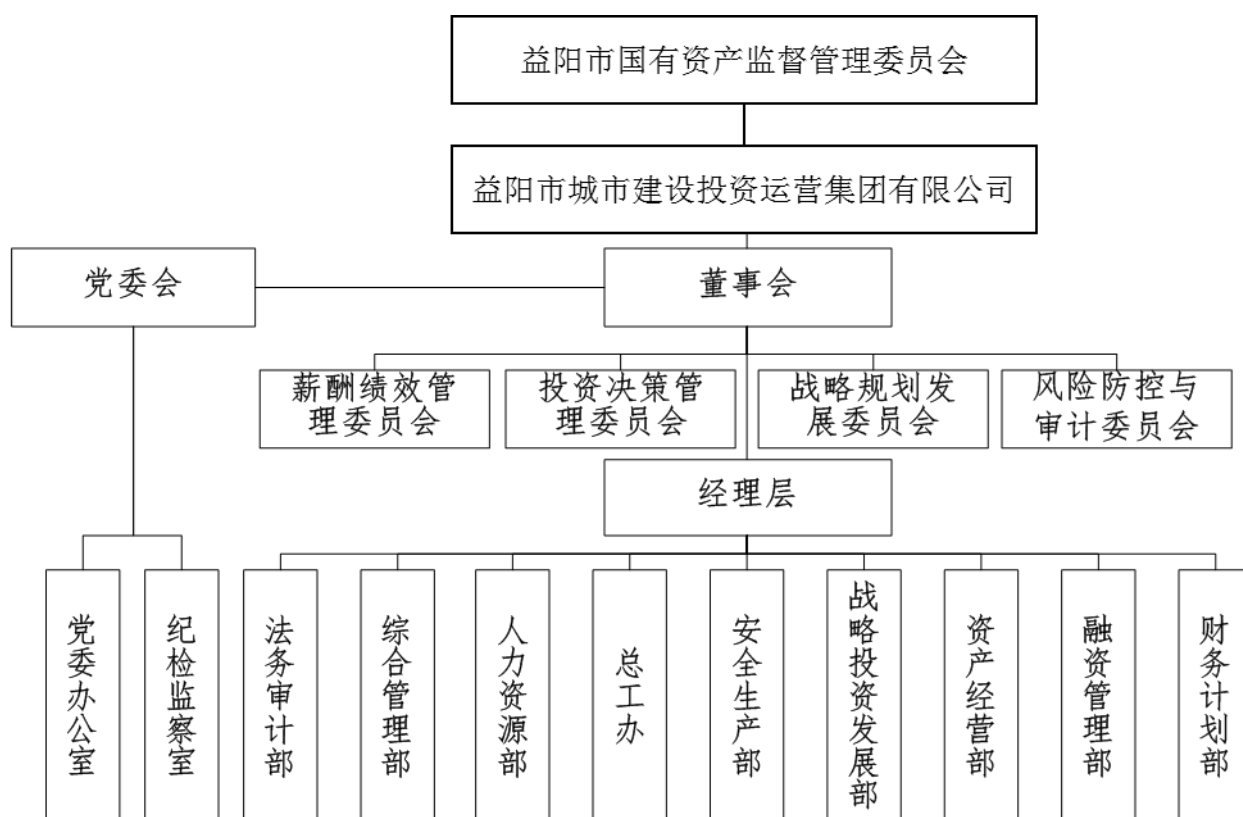 益阳市国有资产监督管理委员会
益阳市城市建设投资运营集团有限公司
党委会
董事会
薪酬绩效管
理委员会
投资决策管
理委员会
战略规划发
展委员会
风险防控与
审计委员会
经理层
党委办公室
纪检监察室
法务审计部
综合管理部
人力资源部
总工办
安全生产部
战略投资发展部
资产经营部
融资管理部
财务计划部